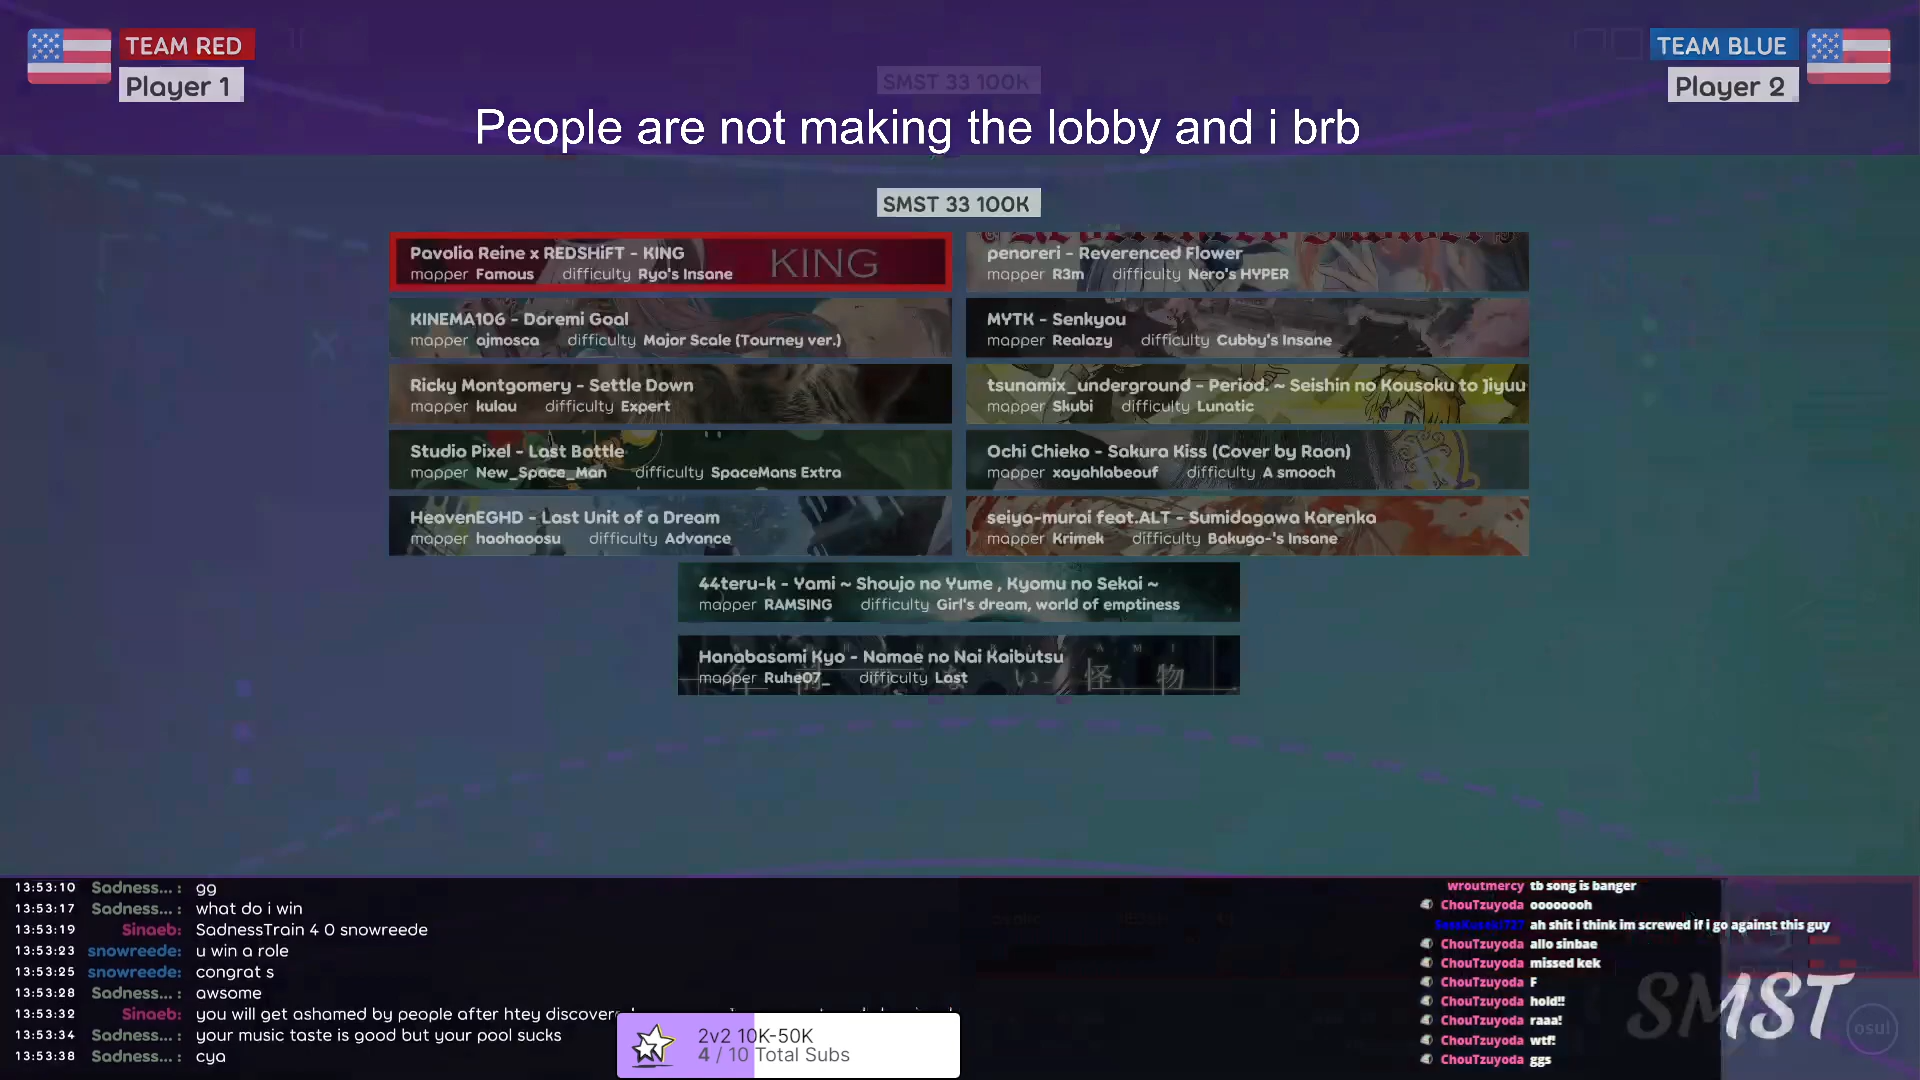 TEAM RED
Player 1
TEAM BLUE
Player 2
SMST 33 100K
People are not making the lobby and i brb
SMST 33 100K
Pavolia Reine x REDSHiFT - KING
mapper Famous difficulty Ryo's Insane
KING
penoreri - Reverenced Flower
mapper R3m difficulty Nero's HYPER
KINEMA106 - Doremi Goal
mapper ajmosca difficulty Major Scale (Tourney ver.)
MYTK - Senkyou
mapper Realazy difficulty Cubby's Insane
Ricky Montgomery - Settle Down
mapper kulau difficulty Expert
tsunamix_underground - Period. ~ Seishin no Kousoku to Jiyuu
mapper Skubi difficulty Lunatic
Studio Pixel - Last Battle
mapper New_Space_Man difficulty SpaceMans Extra
Ochi Chieko - Sakura Kiss (Cover by Raon)
mapper xayahlabeouf difficulty A smooch
HeavenEGHD - Last Unit of a Dream
mapper haohaoosu difficulty Advance
seiya-murai feat.ALT - Sumidagawa Karenka
mapper Krimek difficulty Bakugo-'s Insane
44teru-k - Yami ~ Shoujo no Yume , Kyomu no Sekai ~
mapper RAMSING difficulty Girl's dream, world of emptiness
Hanabasami Kyo - Namae no Nai Kaibutsu
mapper Ruhe07_ difficulty Last
13:53:10 Sadness... : gg
13:53:17 Sadness... : what do i win
13:53:19 Sinaeb: SadnessTrain 4 0 snowreede
13:53:23 snowreede: u win a role
13:53:25 snowreede: congrat s
13:53:28 Sadness... : awsome
13:53:32 Sinaeb: you will get ashamed by people after htey discover
13:53:34 Sadness... : your music taste is good but your pool sucks
13:53:38 Sadness... : cya
2v2 10K-50K
4 / 10 Total Subs
wroutmercy tb song is banger
ChouTzuyoda oooooooh
ah shit i think im screwed if i go against this guy
ChouTzuyoda allo sinbae
ChouTzuyoda missed kek
ChouTzuyoda F
ChouTzuyoda hold!!
ChouTzuyoda raaa!
ChouTzuyoda wtf!
ChouTzuyoda ggs
SMST
osu!